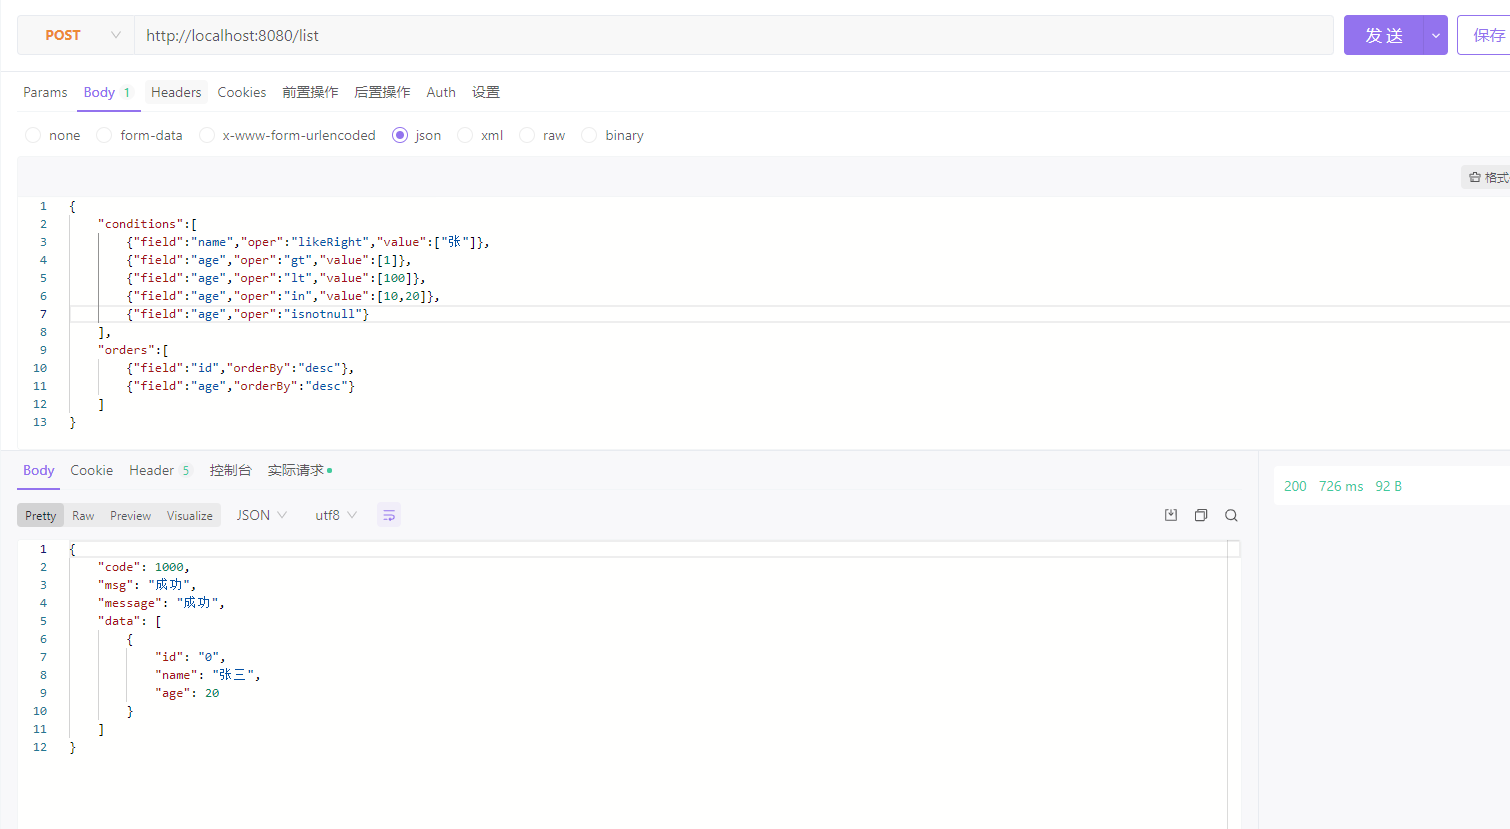 POST http://localhost:8080/list 发送 保存
Params Body 1 Headers Cookies 前置操作 后置操作 Auth 设置
none form-data x-www-form-urlencoded json xml raw binary
格式
1 {
2 "conditions":[
3 {"field":"name","oper":"likeRight","value":["张"]},
4 {"field":"age","oper":"gt","value":[1]},
5 {"field":"age","oper":"lt","value":[100]},
6 {"field":"age","oper":"in","value":[10,20]},
7 {"field":"age","oper":"isnotnull"}
8 ],
9 "orders":[
10 {"field":"id","orderBy":"desc"},
11 {"field":"age","orderBy":"desc"}
12 ]
13 }
Body Cookie Header 5 控制台 实际请求
200 726 ms 92 B
Pretty Raw Preview Visualize JSON utf8
1 {
2 "code": 1000,
3 "msg": "成功",
4 "message": "成功",
5 "data": [
6 {
7 "id": "0",
8 "name": "张三",
9 "age": 20
10 }
11 ]
12 }